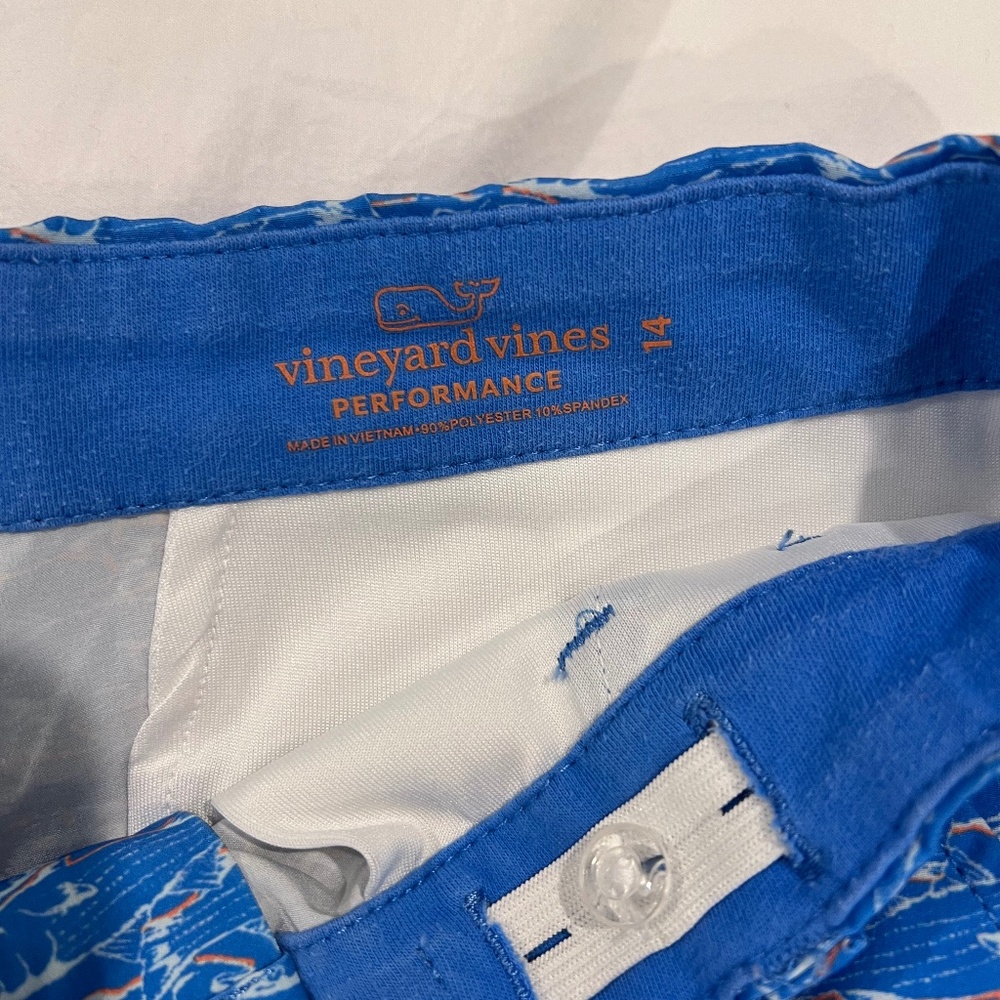 vineyard vines
14
PERFORMANCE
MADE IN VIETNAM•90%POLYESTER 10%SPANDEX